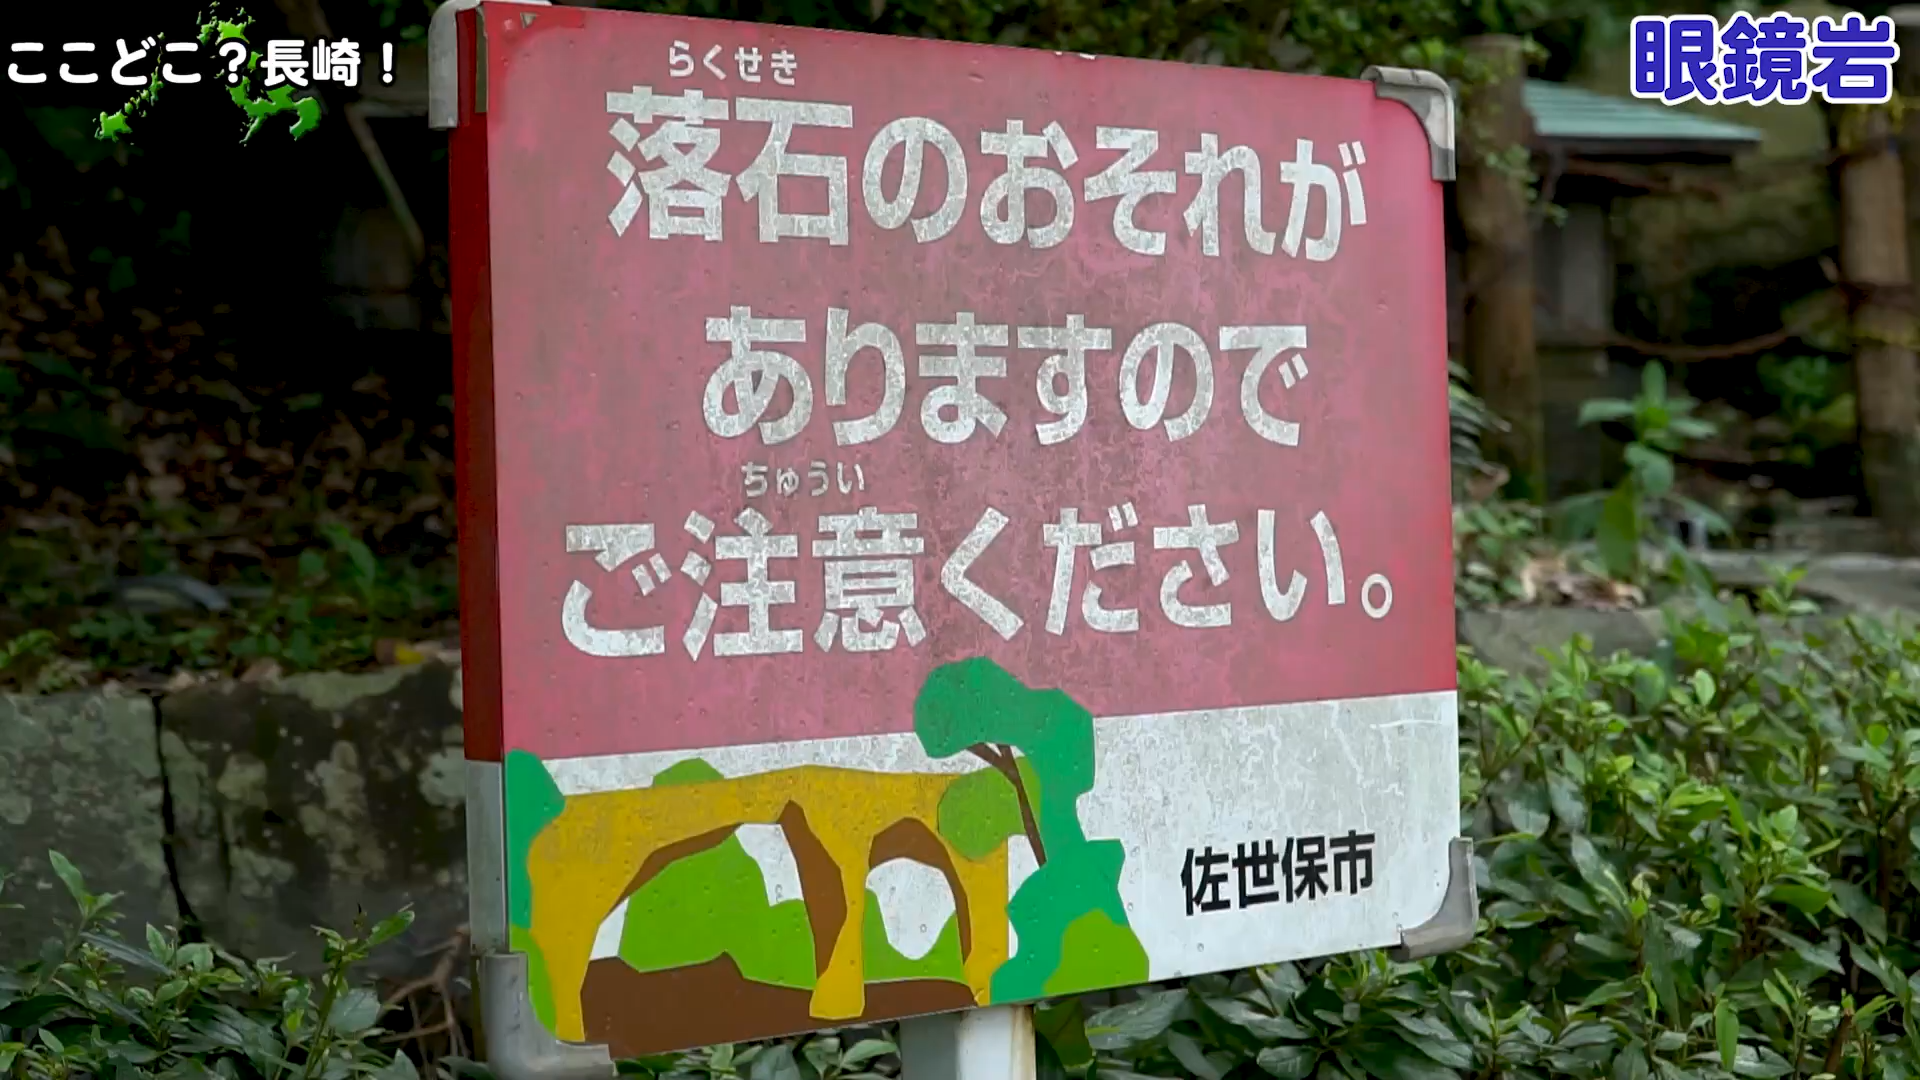 ここどこ？長崎！
眼鏡岩
らくせき
落石のおそれが
ありますので
ちゅうい
ご注意ください。
佐世保市